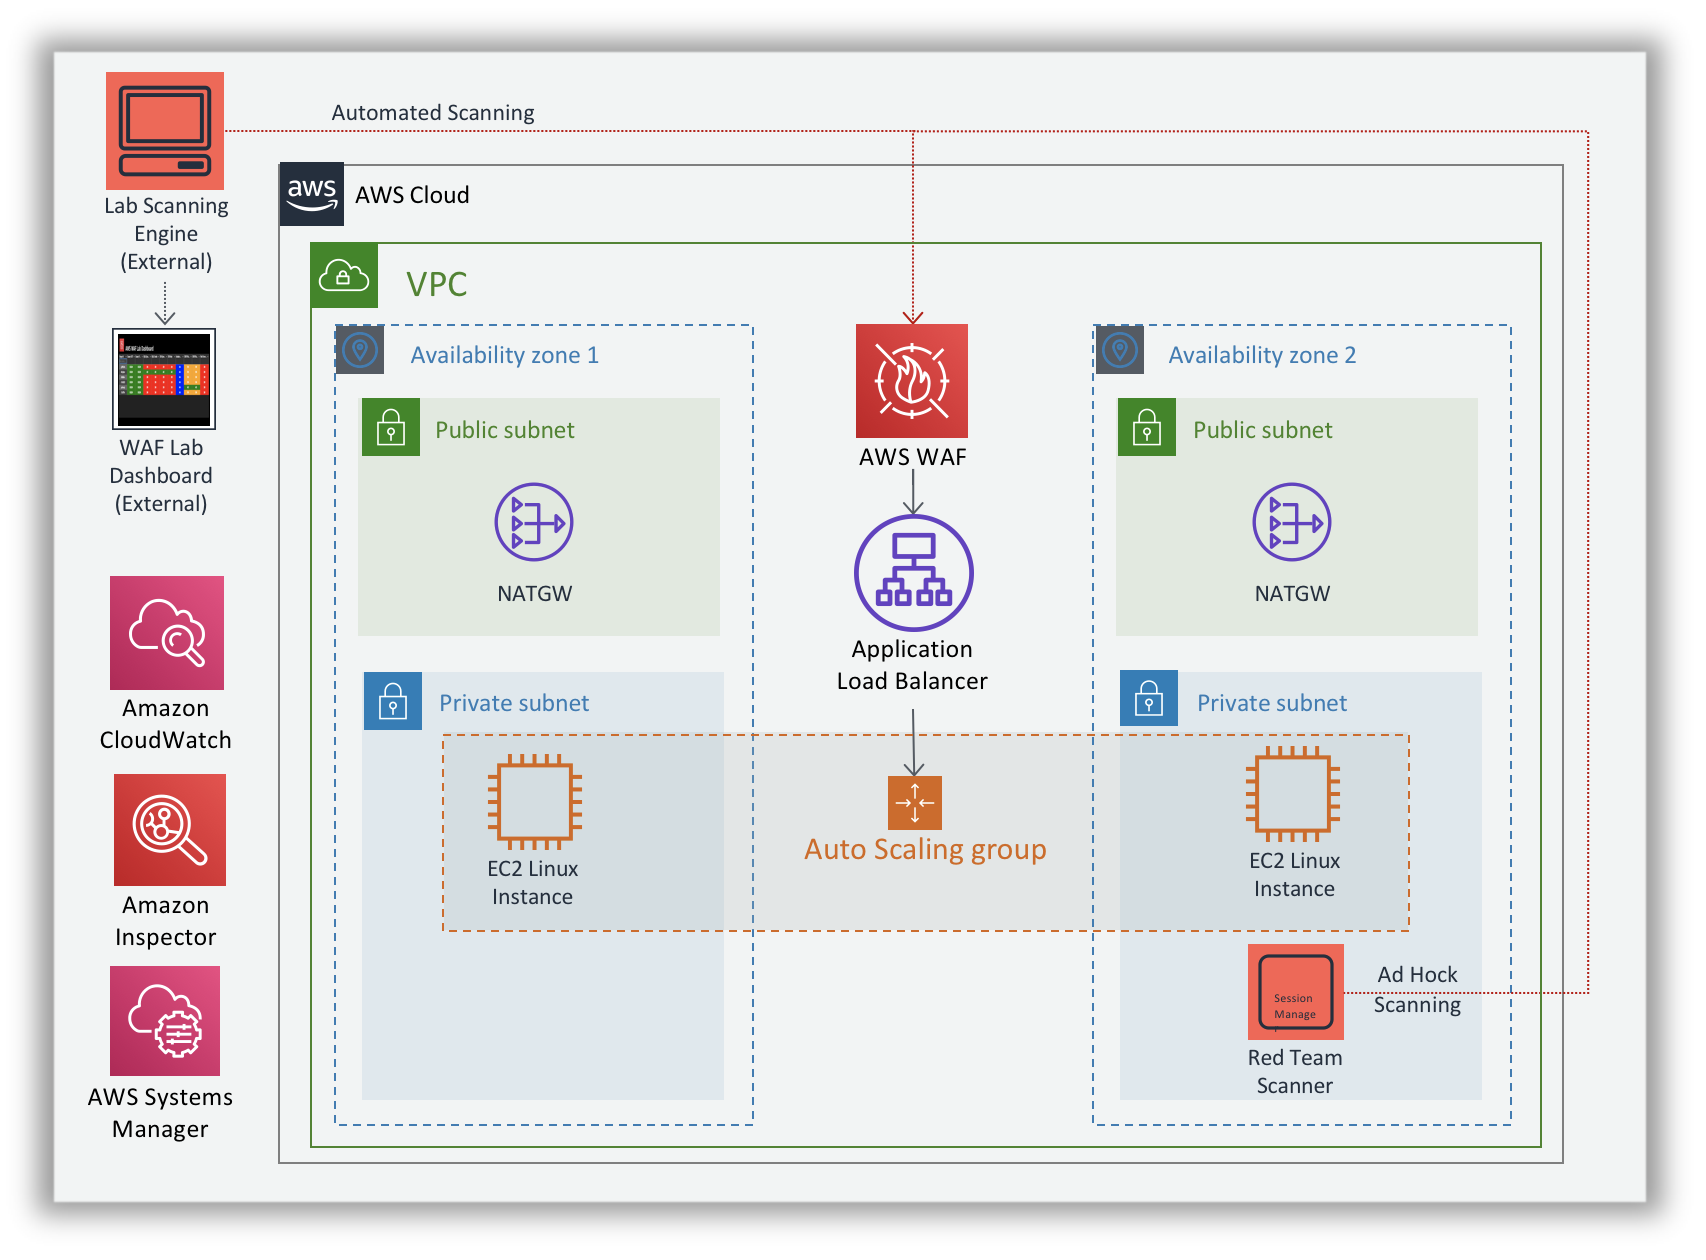 Automated Scanning
Lab Scanning
Engine
(External)
aws
AWS Cloud
VPC
WAF Lab
Dashboard
(External)
Availability zone 1
Public subnet
NATGW
AWS WAF
Application
Load Balancer
Availability zone 2
Public subnet
NATGW
Amazon
CloudWatch
Amazon
Inspector
AWS Systems
Manager
Private subnet
EC2 Linux
Instance
Auto Scaling group
Private subnet
EC2 Linux
Instance
Session
Manage
r
Red Team
Scanner
Ad Hock
Scanning